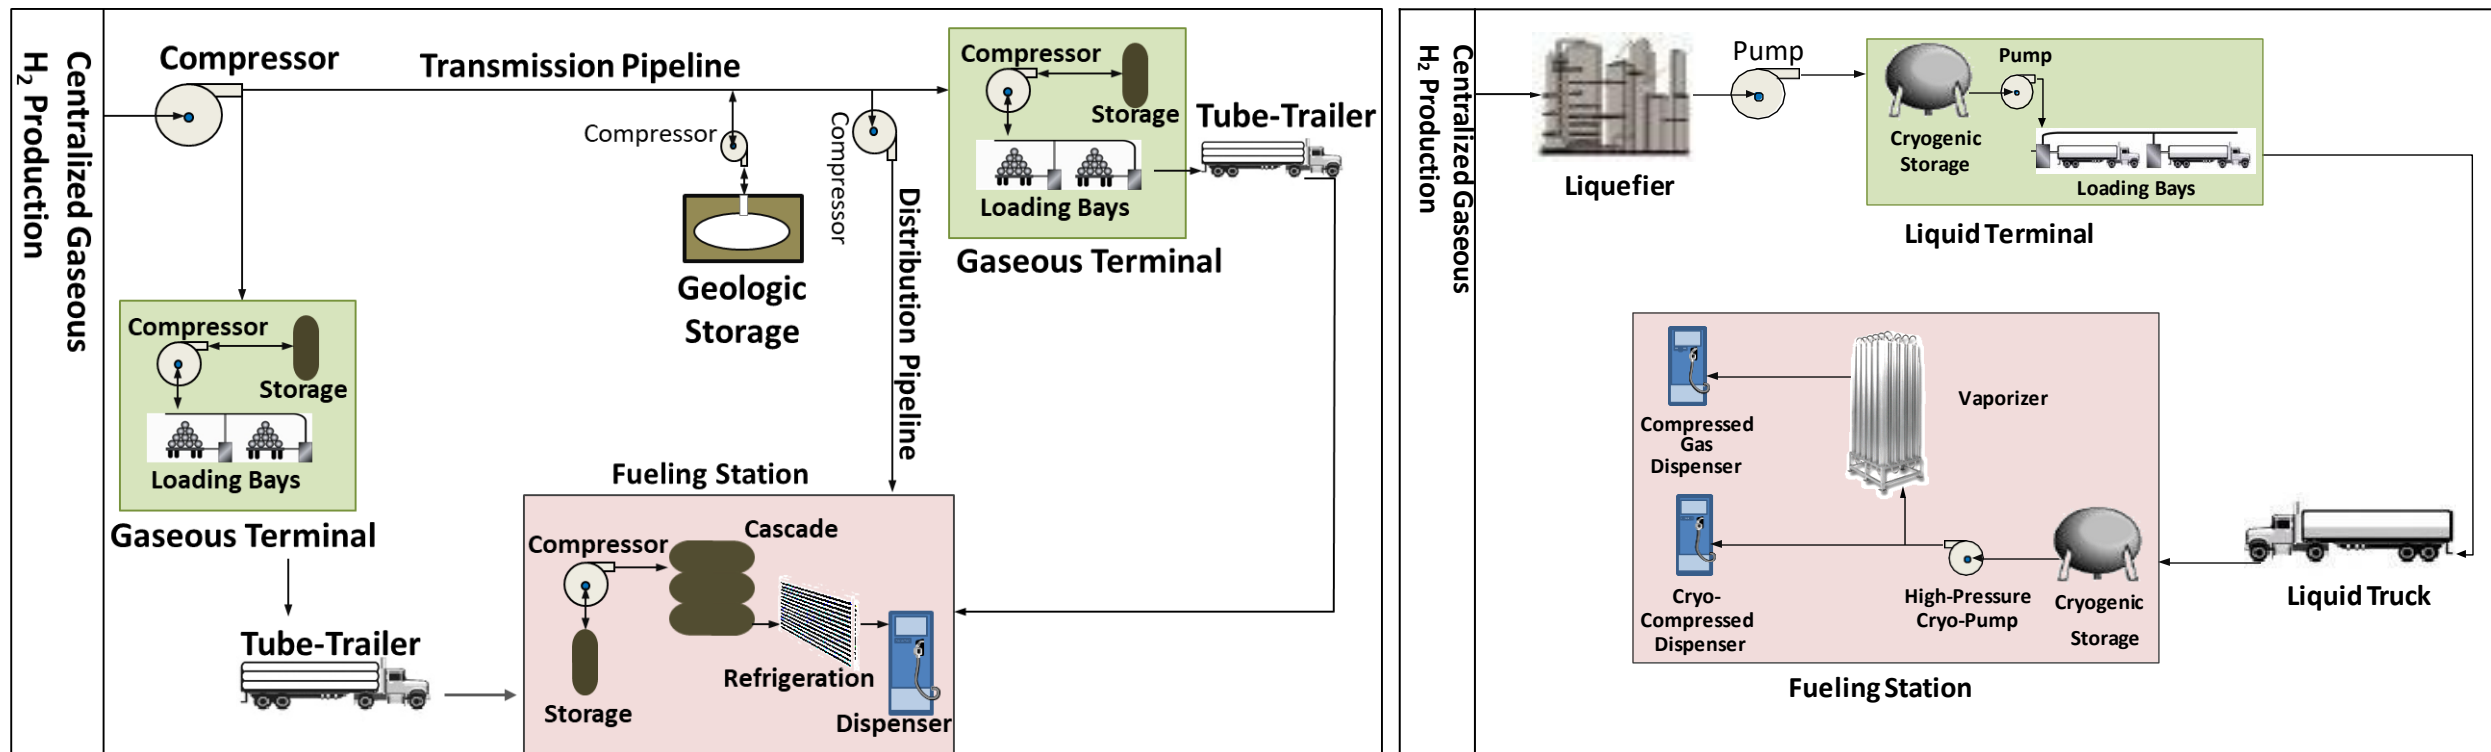 Centralized Gaseous
H2 Production
Compressor
Transmission Pipeline
Compressor
Compressor
Geologic
Storage
Distribution Pipeline
Compressor
Storage
Loading Bays
Gaseous Terminal
Tube-Trailer
Compressor
Storage
Loading Bays
Gaseous Terminal
Tube-Trailer
Fueling Station
Compressor
Cascade
Storage
Refrigeration
Dispenser
Centralized Gaseous
H2 Production
Liquefier
Pump
Cryogenic
Storage
Pump
Loading Bays
Liquid Terminal
Compressed
Gas
Dispenser
Vaporizer
Cryo-
Compressed
Dispenser
High-Pressure
Cryo-Pump
Cryogenic
Storage
Liquid Truck
Fueling Station